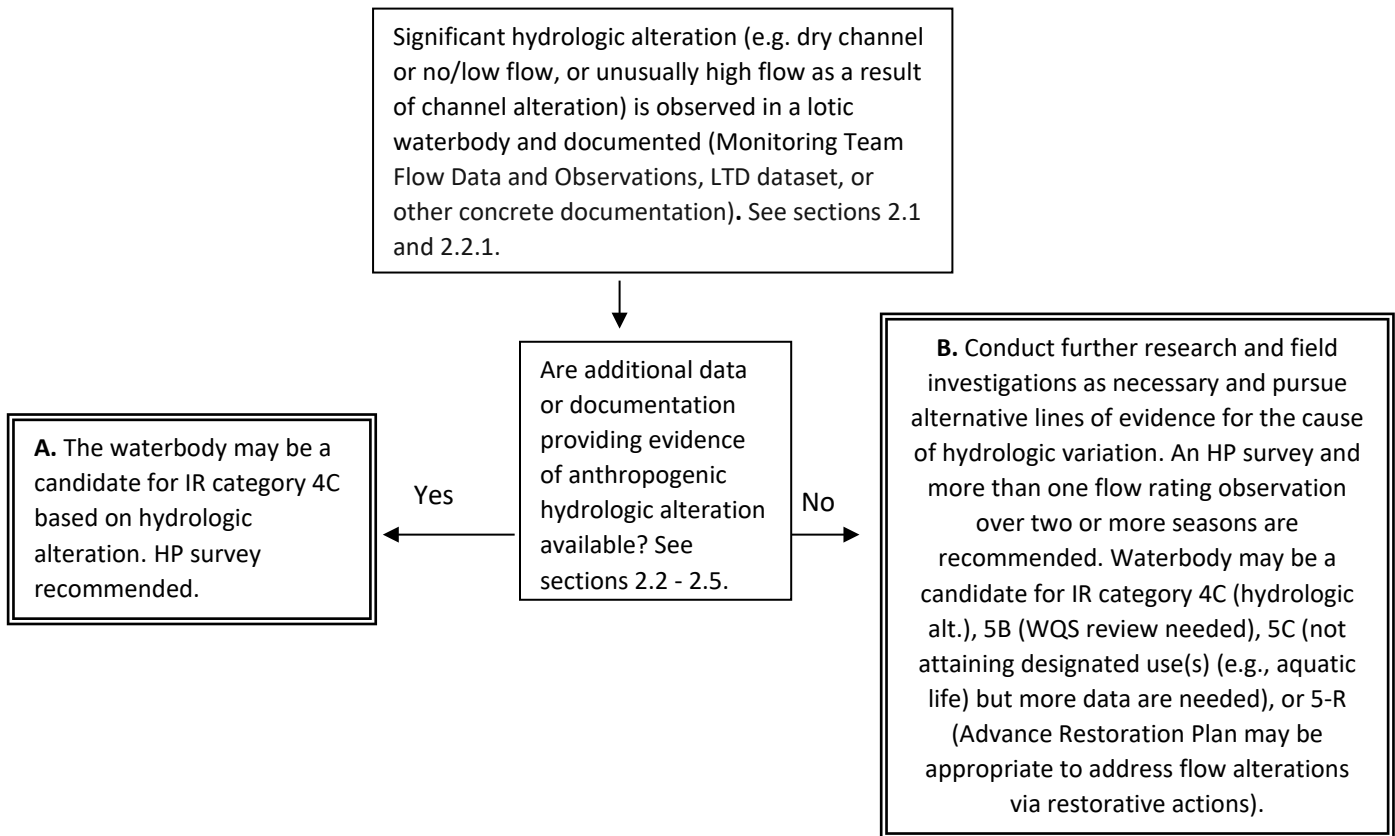 Significant hydrologic alteration (e.g. dry channel
or no/low flow, or unusually high flow as a result
of channel alteration) is observed in a lotic
waterbody and documented (Monitoring Team
Flow Data and Observations, LTD dataset, or
other concrete documentation). See sections 2.1
and 2.2.1.
Are additional data
or documentation
providing evidence
of anthropogenic
hydrologic alteration
available? See
sections 2.2 - 2.5.
Yes
No
A. The waterbody may be a
candidate for IR category 4C
based on hydrologic
alteration. HP survey
recommended.
B. Conduct further research and field
investigations as necessary and pursue
alternative lines of evidence for the cause
of hydrologic variation. An HP survey and
more than one flow rating observation
over two or more seasons are
recommended. Waterbody may be a
candidate for IR category 4C (hydrologic
alt.), 5B (WQS review needed), 5C (not
attaining designated use(s) (e.g., aquatic
life) but more data are needed), or 5-R
(Advance Restoration Plan may be
appropriate to address flow alterations
via restorative actions).